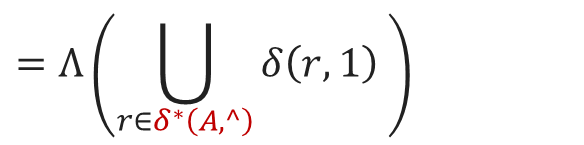 = Λ(⋃_{r∈δ*(A,^)} δ(r, 1))